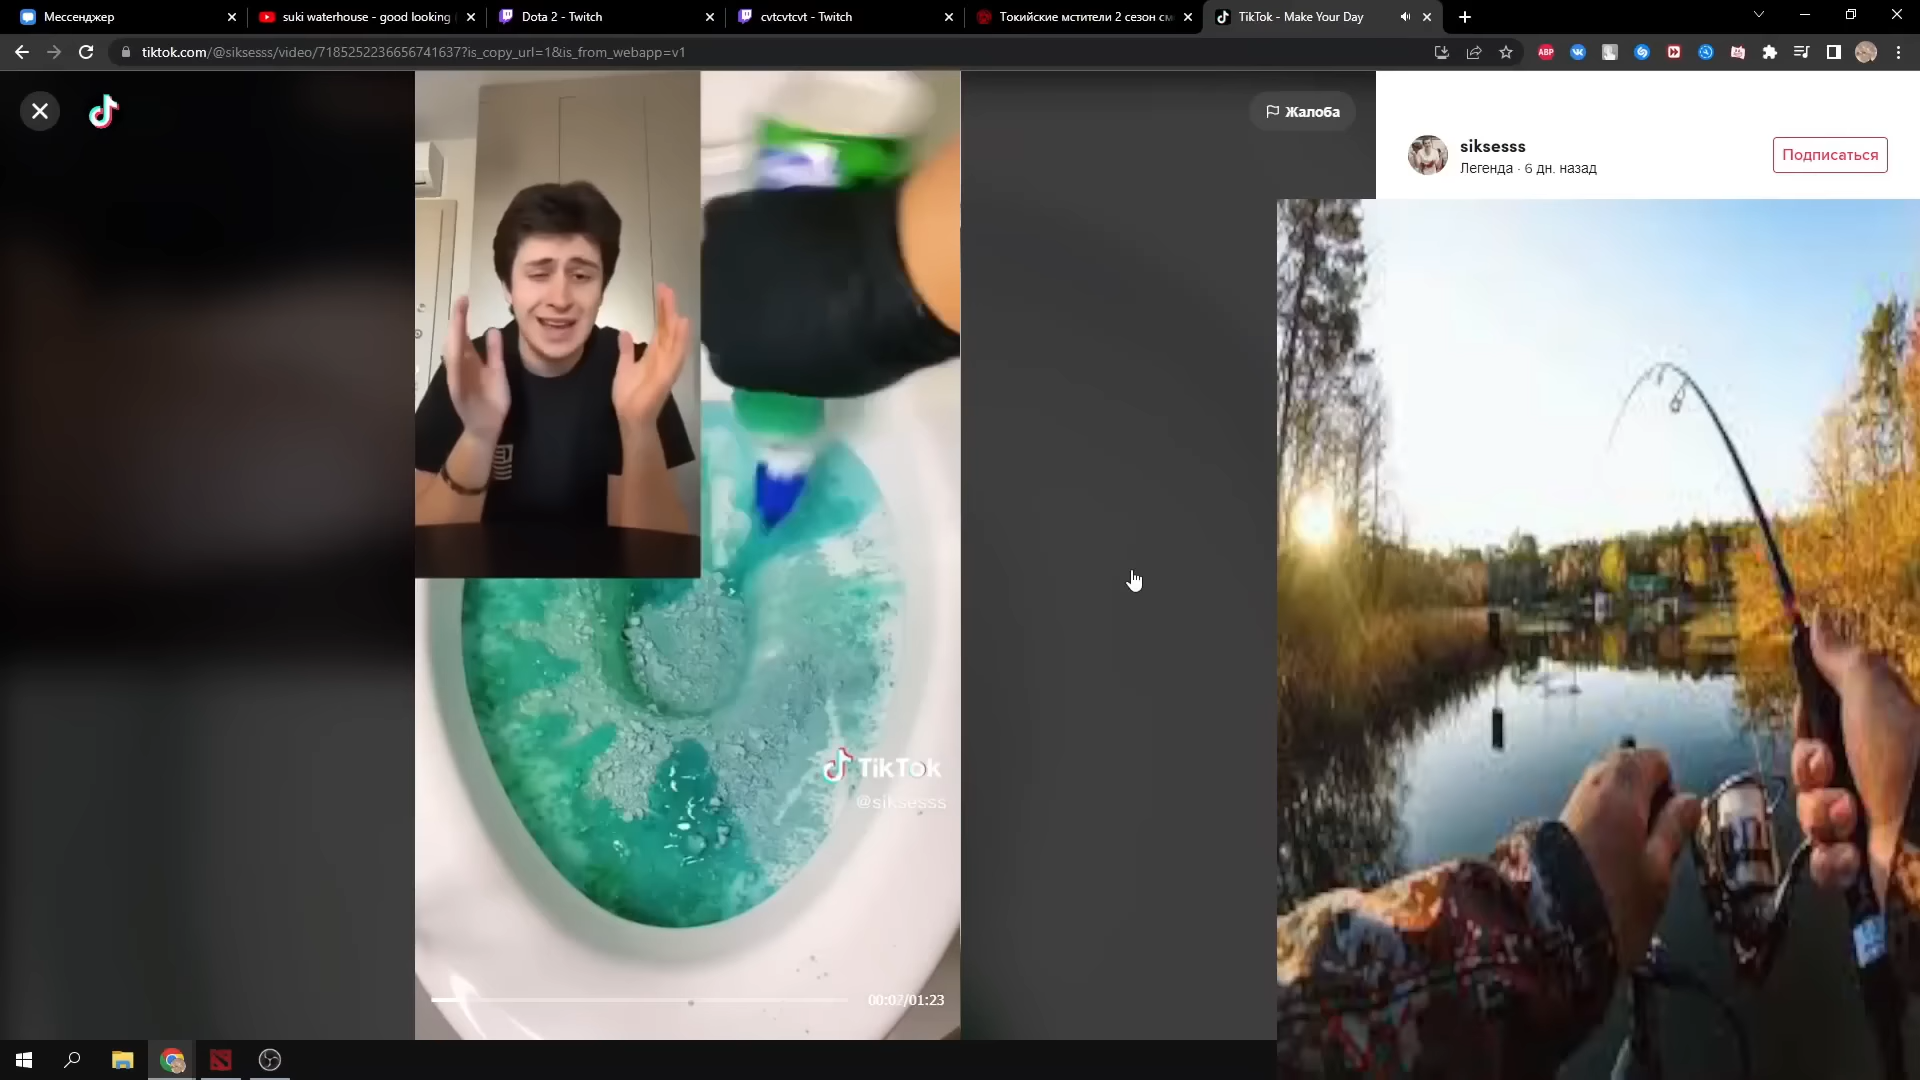 Мессенджер
suki waterhouse - good looking
Dota 2 - Twitch
cvtcvtcvt - Twitch
Токийские мстители 2 сезон см
TikTok - Make Your Day
tiktok.com/@siksesss/video/7185252236656741637?is_copy_url=1&is_from_webapp=v1
ABP
Жалоба
siksesss
Легенда · 6 дн. назад
Подписаться
TikTok
@siksesss
00:07/01:23